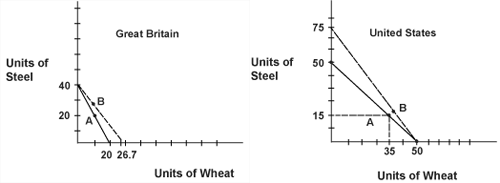 Great Britain
Units of
Steel
40
20
B
A
20 26.7
Units of Wheat
United States
75
Units of
Steel
50
15
B
A
35 50
Units of Wheat